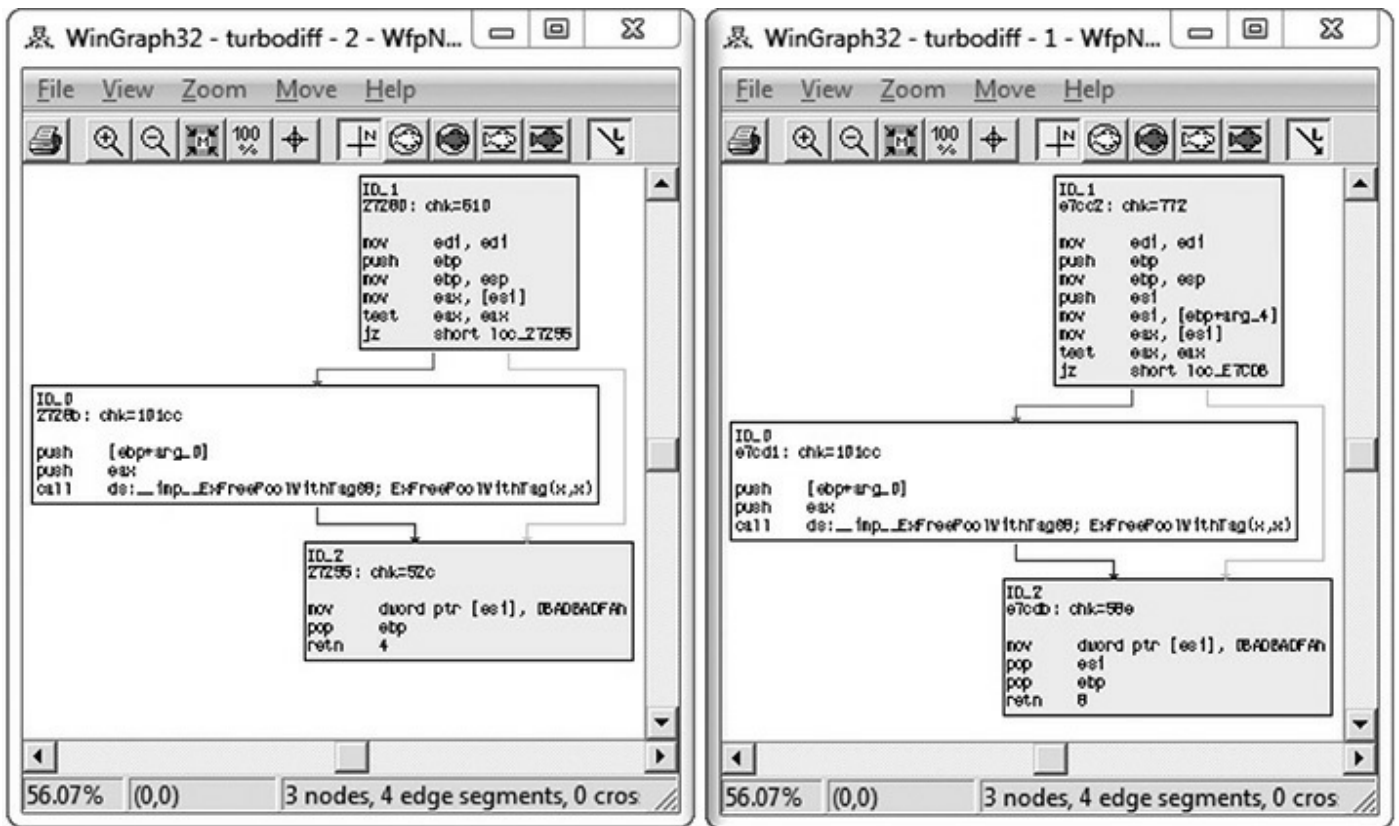 WinGraph32 - turbodiff - 2 - WfpN...
File View Zoom Move Help
100 %
ID_1
27280: chk=610
mov edi, edi
push ebp
mov ebp, esp
mov eax, [esi]
test eax, eax
jz short loc_27295
ID_0
2728b: chk=101cc
push [ebp+arg_0]
push eax
call ds:__imp__ExFreePoolWithTag@8; ExFreePoolWithTag(x,x)
ID_2
27295: chk=52c
mov dword ptr [esi], 0BADBADFAh
pop ebp
retn 4
56.07% (0,0) 3 nodes, 4 edge segments, 0 cros
WinGraph32 - turbodiff - 1 - WfpN...
File View Zoom Move Help
100 %
ID_1
e7cc2: chk=772
mov edi, edi
push ebp
mov ebp, esp
push esi
mov esi, [ebp+arg_4]
mov eax, [esi]
test eax, eax
jz short loc_E7CDB
ID_0
e7cd1: chk=101cc
push [ebp+arg_0]
push eax
call ds:__imp__ExFreePoolWithTag@8; ExFreePoolWithTag(x,x)
ID_2
e7cdb: chk=58e
mov dword ptr [esi], 0BADBADFAh
pop esi
pop ebp
retn 8
56.07% (0,0) 3 nodes, 4 edge segments, 0 cros